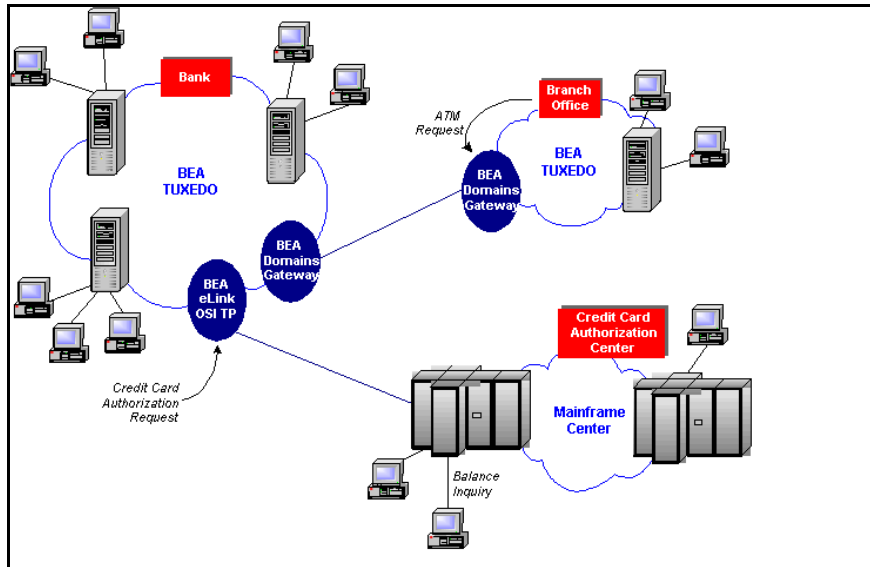 Bank
BEA
TUXEDO
BEA
Domains
Gateway
BEA
eLink
OSI TP
Credit Card
Authorization
Request
ATM
Request
Branch
Office
BEA
TUXEDO
BEA
Domains
Gateway
Credit Card
Authorization
Center
Mainframe
Center
Balance
Inquiry